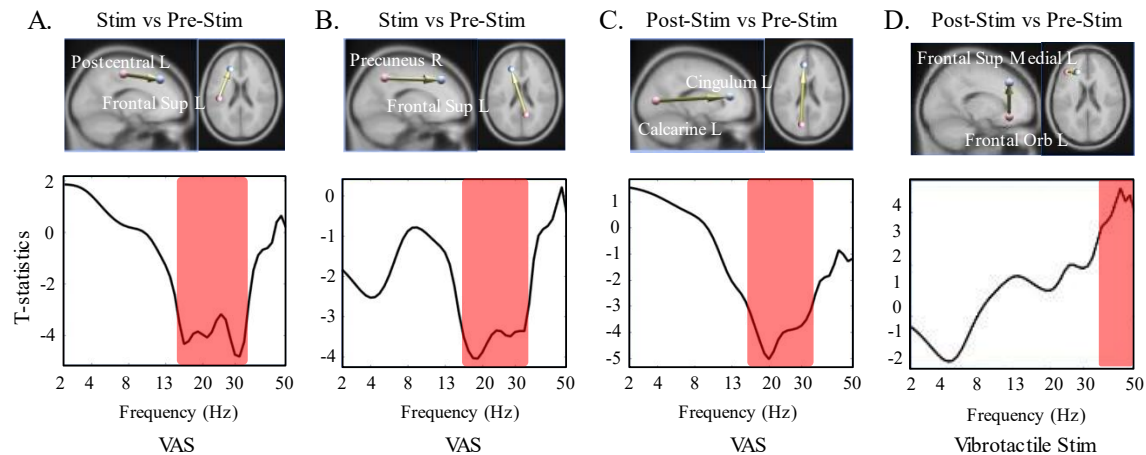 A. Stim vs Pre-Stim
Postcentral L
Frontal Sup L
T-statistics
2
0
-2
-4
2 4 8 13 20 30 50
Frequency (Hz)
VAS
B. Stim vs Pre-Stim
Precuneus R
Frontal Sup L
0
-1
-2
-3
-4
2 4 8 13 20 30 50
Frequency (Hz)
VAS
C. Post-Stim vs Pre-Stim
Cingulum L
Calcarine L
1
0
-1
-2
-3
-4
-5
2 4 8 13 20 30 50
Frequency (Hz)
VAS
D. Post-Stim vs Pre-Stim
Frontal Sup Medial L
Frontal Orb L
4
3
2
1
0
-1
-2
2 4 8 13 20 30 50
Frequency (Hz)
Vibrotactile Stim